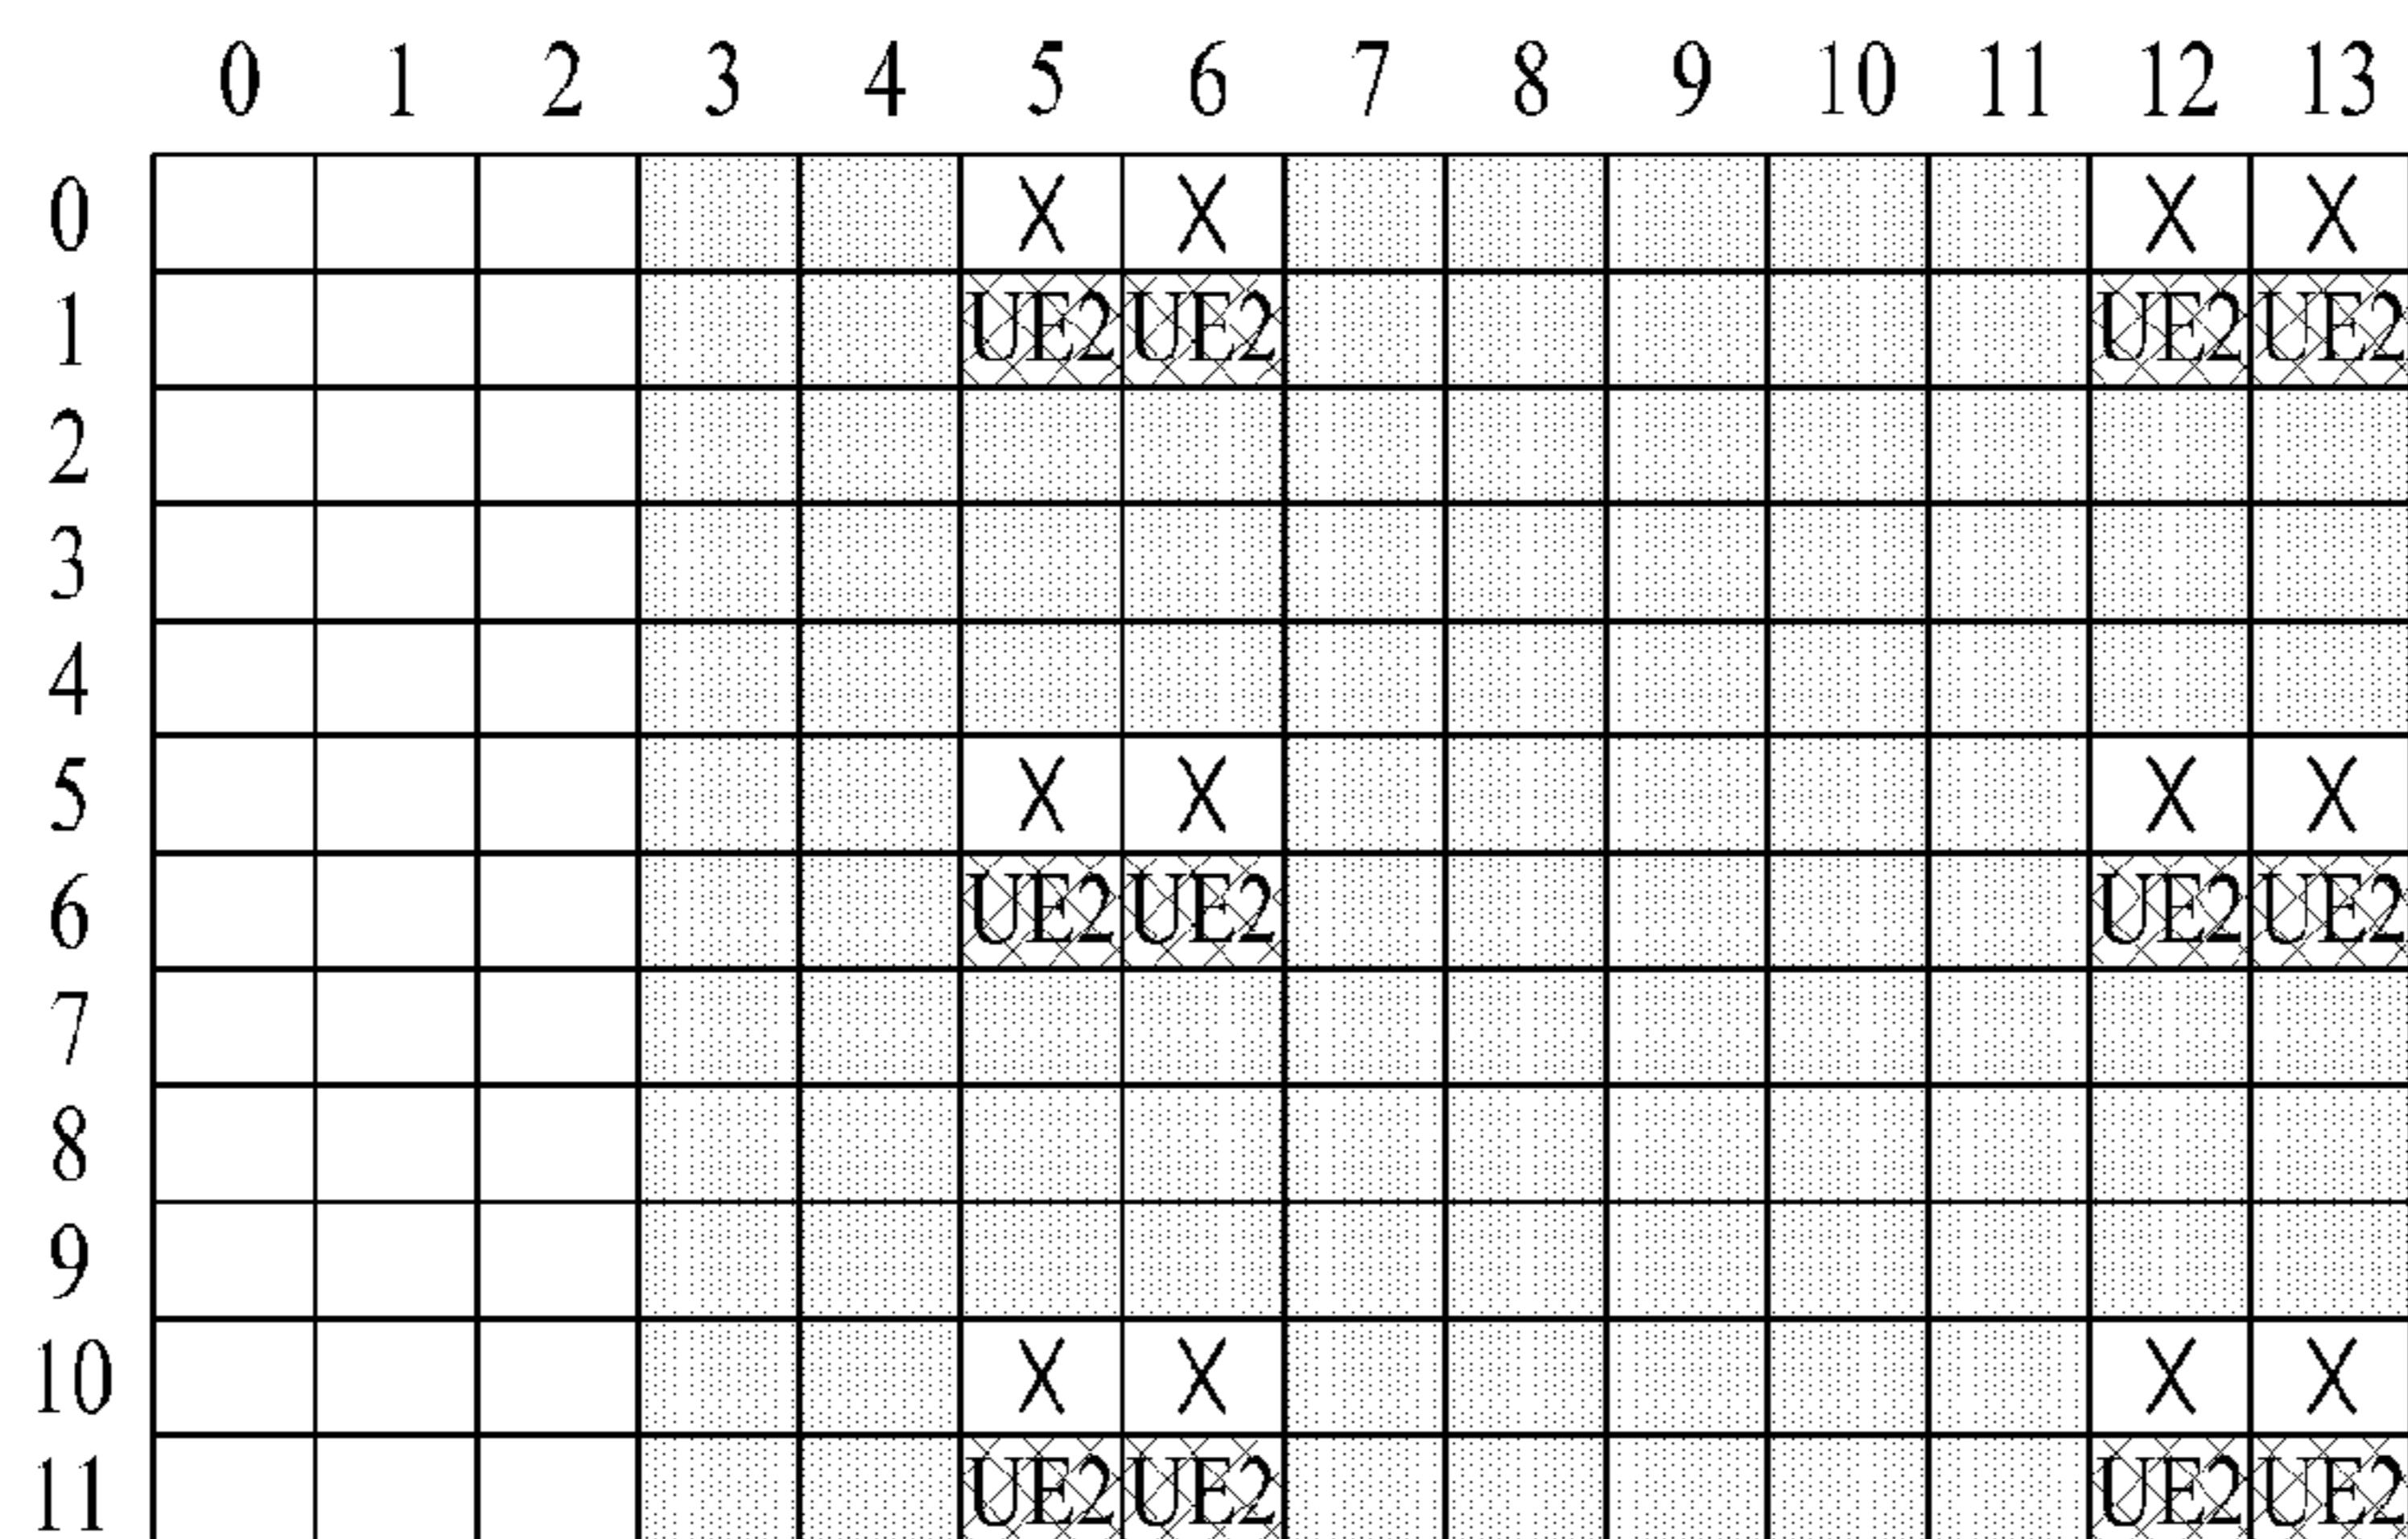 0 1 2 3 4 5 6 7 8 9 10 11 12 13
0 X X X X
1 UE2 UE2 UE2 UE2
2
3
4
5 X X X X
6 UE2 UE2 UE2 UE2
7
8
9
10 X X X X
11 UE2 UE2 UE2 UE2